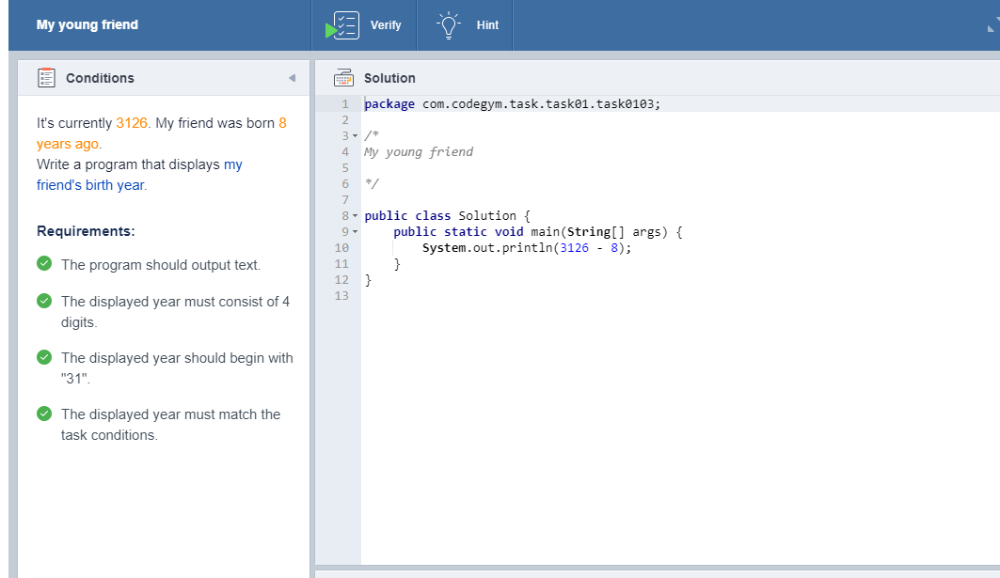 My young friend
Verify
Hint
Conditions
It's currently 3126. My friend was born 8
years ago.
Write a program that displays my
friend's birth year.
Requirements:
The program should output text.
The displayed year must consist of 4
digits.
The displayed year should begin with
"31".
The displayed year must match the
task conditions.
Solution
1 package com.codegym.task.task01.task0103;
2
3 /*
4 My young friend
5
6 */
7
8 public class Solution {
9     public static void main(String[] args) {
10         System.out.println(3126 - 8);
11     }
12 }
13